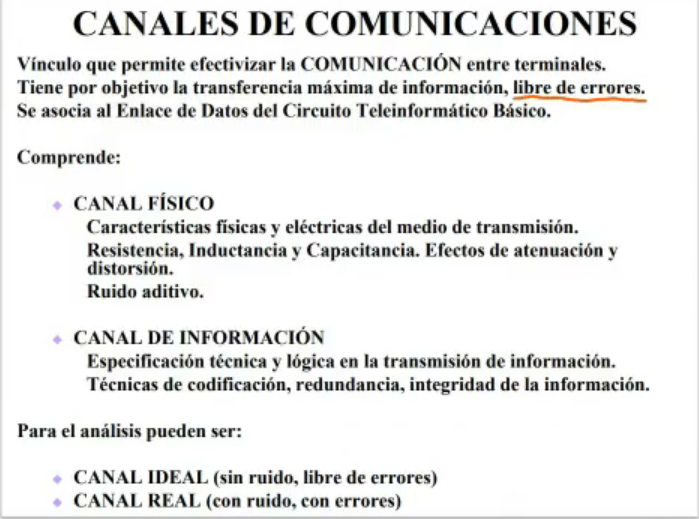 CANALES DE COMUNICACIONES
Vínculo que permite efectivizar la COMUNICACIÓN entre terminales.
Tiene por objetivo la transferencia máxima de información, libre de errores.
Se asocia al Enlace de Datos del Circuito Teleinformático Básico.
Comprende:
CANAL FÍSICO
Características físicas y eléctricas del medio de transmisión.
Resistencia, Inductancia y Capacitancia. Efectos de atenuación y
distorsión.
Ruido aditivo.
CANAL DE INFORMACIÓN
Especificación técnica y lógica en la transmisión de información.
Técnicas de codificación, redundancia, integridad de la información.
Para el análisis pueden ser:
CANAL IDEAL (sin ruido, libre de errores)
CANAL REAL (con ruido, con errores)